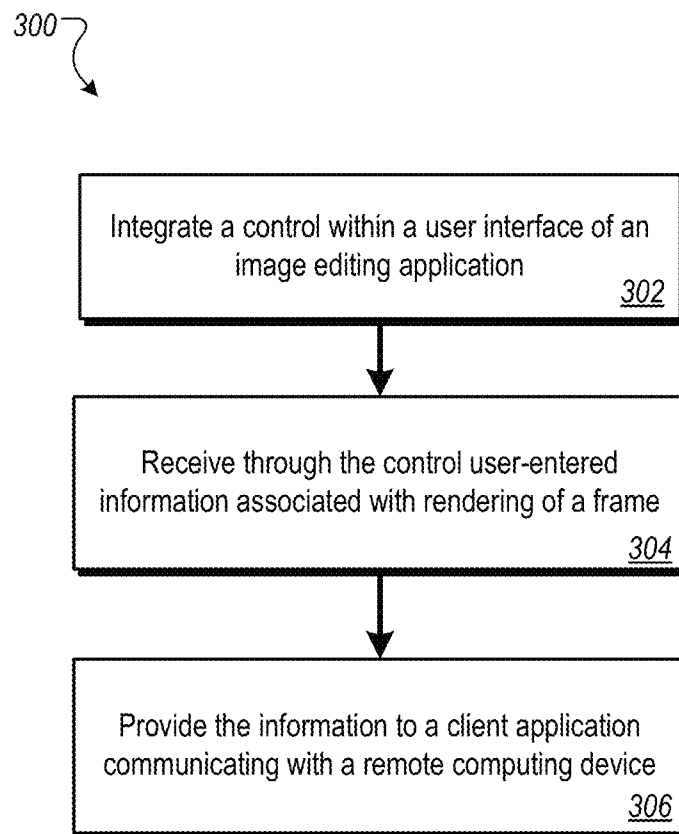 300
Integrate a control within a user interface of an
image editing application
302
Receive through the control user-entered
information associated with rendering of a frame
304
Provide the information to a client application
communicating with a remote computing device
306